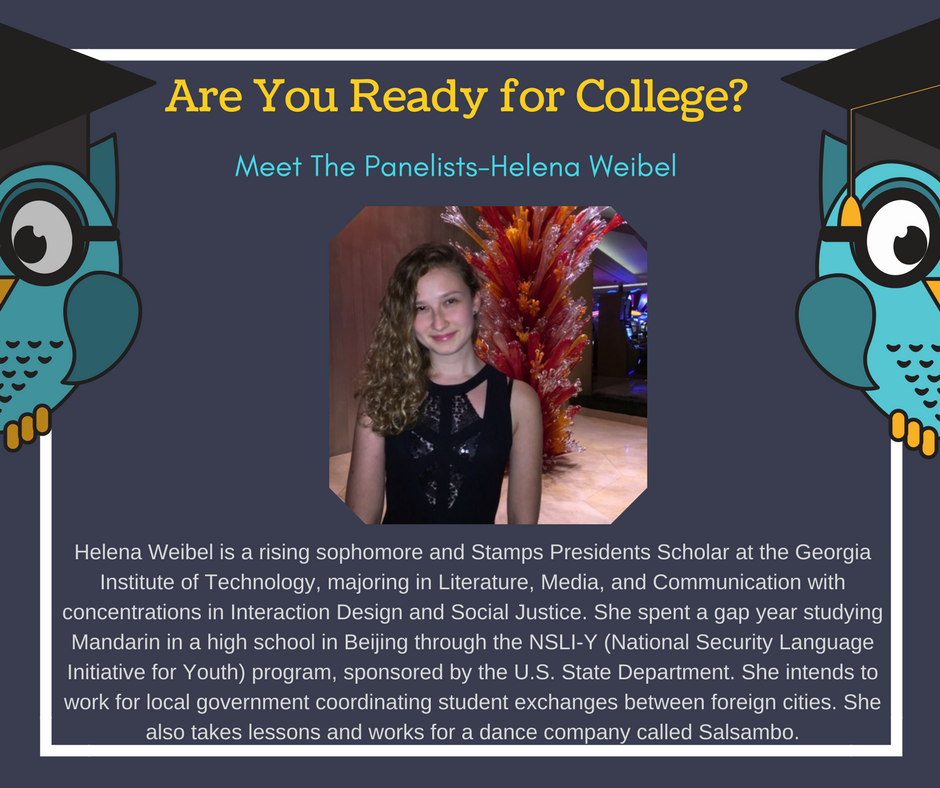 Are You Ready for College?
Meet The Panelists-Helena Weibel
Helena Weibel is a rising sophomore and Stamps Presidents Scholar at the Georgia
Institute of Technology, majoring in Literature, Media, and Communication with
concentrations in Interaction Design and Social Justice. She spent a gap year studying
Mandarin in a high school in Beijing through the NSLI-Y (National Security Language
Initiative for Youth) program, sponsored by the U.S. State Department. She intends to
work for local government coordinating student exchanges between foreign cities. She
also takes lessons and works for a dance company called Salsambo.